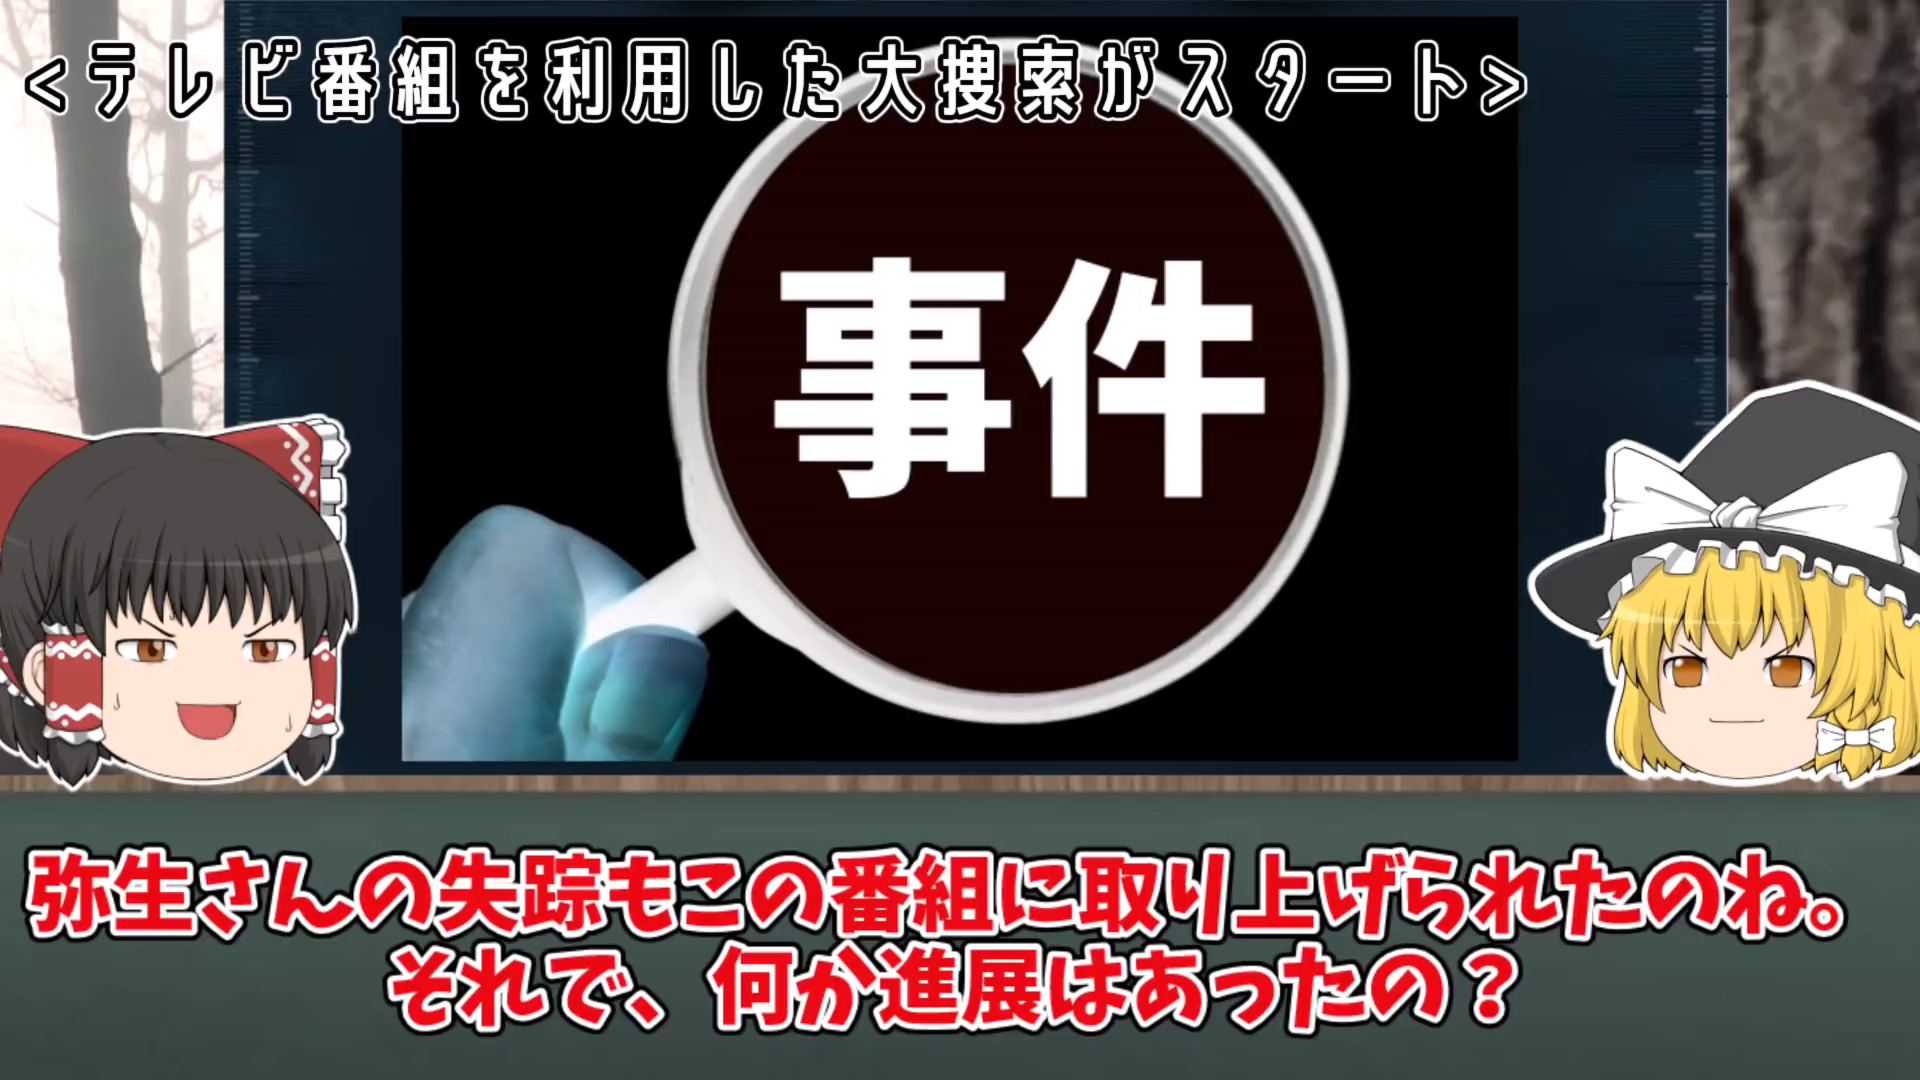 <テレビ番組を利用した大捜索がスタート>
事件
弥生さんの失踪もこの番組に取り上げられたのね。
それで、何か進展はあったの？